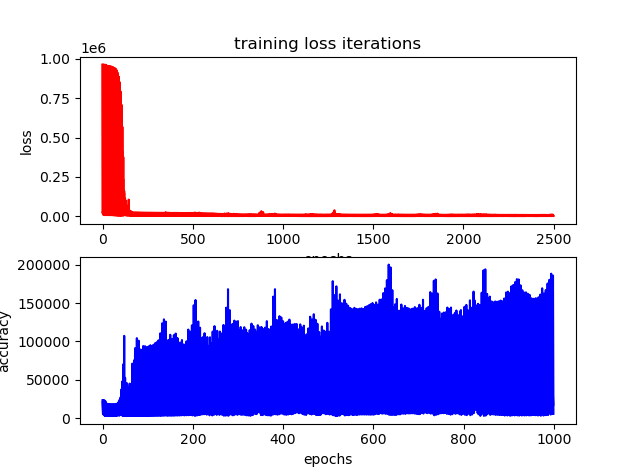 training loss iterations
1e6
1.00
0.75
0.50
0.25
0.00
loss
0 500 1000 1500 2000 2500
epochs
200000
150000
100000
50000
0
accuracy
0 200 400 600 800 1000
epochs